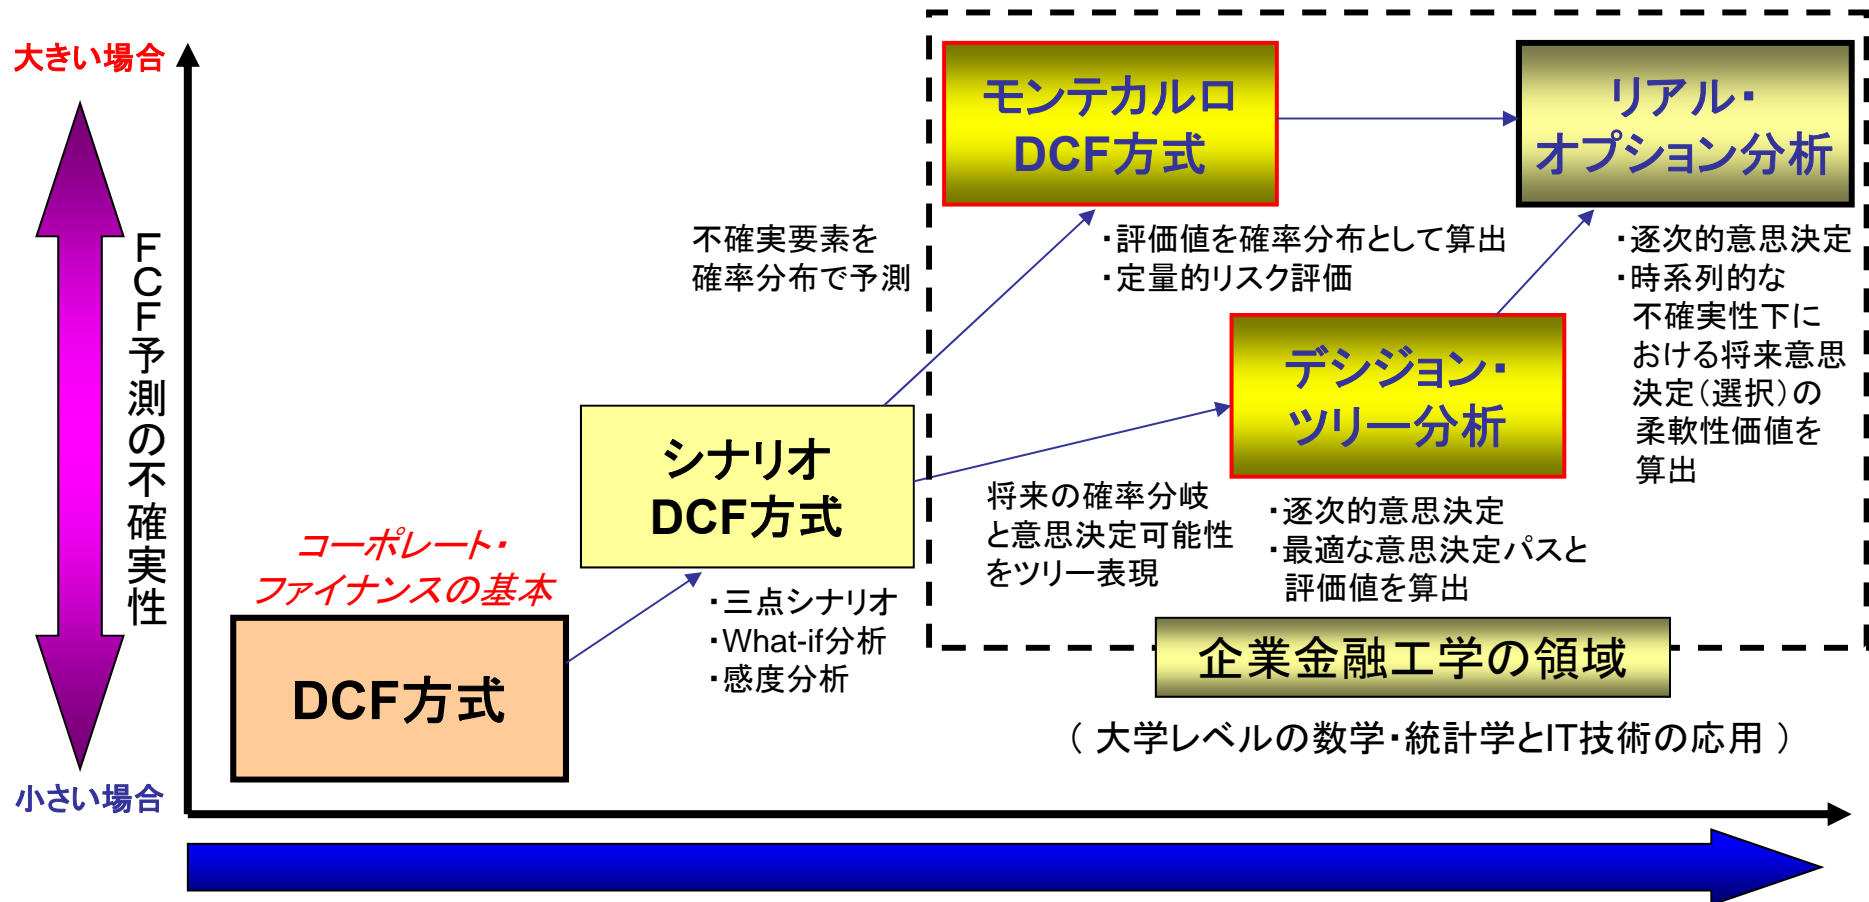 大きい場合
FCF予測の不確実性
小さい場合
コーポレート・
ファイナンスの基本
DCF方式
シナリオ
DCF方式
・三点シナリオ
・What-if分析
・感度分析
不確実要素を
確率分布で予測
モンテカルロ
DCF方式
・評価値を確率分布として算出
・定量的リスク評価
将来の確率分岐
と意思決定可能性
をツリー表現
デシジョン・
ツリー分析
・逐次的意思決定
・最適な意思決定パスと
評価値を算出
リアル・
オプション分析
・逐次的意思決定
・時系列的な
不確実性下に
おける将来意思
決定(選択)の
柔軟性価値を
算出
企業金融工学の領域
( 大学レベルの数学・統計学とIT技術の応用 )